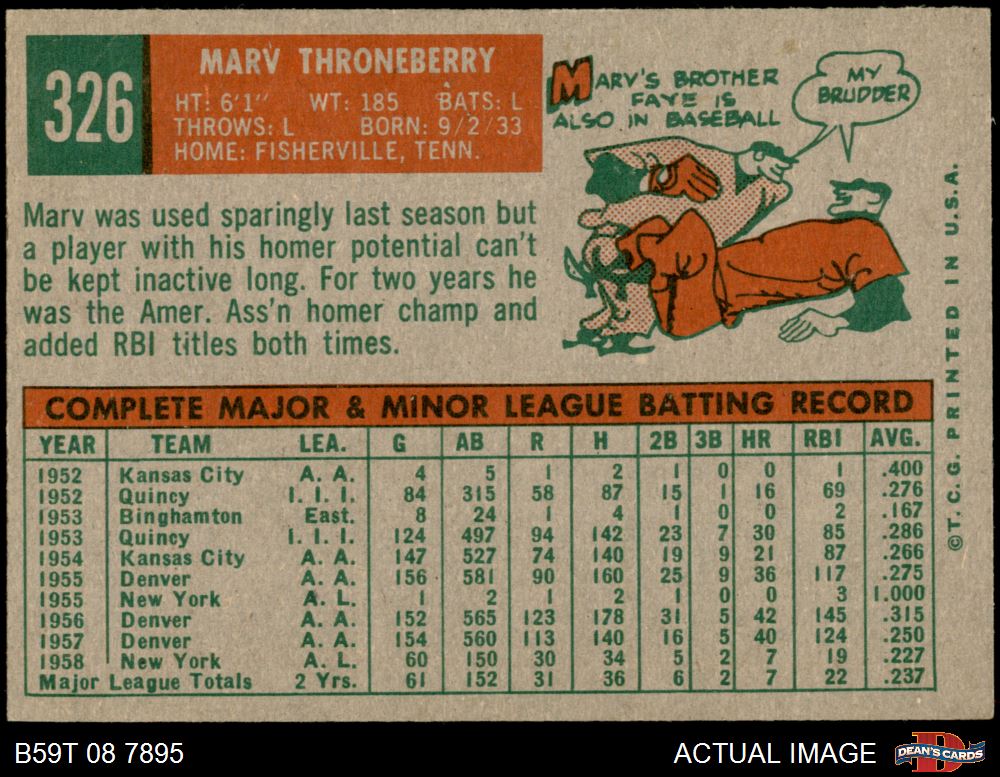 326
MARV THRONEBERRY
HT: 6'1" WT: 185 BATS: L
THROWS: L BORN: 9/2/33
HOME: FISHERVILLE, TENN.
MARV'S BROTHER
FAYE IS
ALSO IN BASEBALL
MY
BRUDDER
Marv was used sparingly last season but
a player with his homer potential can't
be kept inactive long. For two years he
was the Amer. Ass'n homer champ and
added RBI titles both times.
COMPLETE MAJOR & MINOR LEAGUE BATTING RECORD
YEAR TEAM LEA. G AB R H 2B 3B HR RBI AVG.
1952 Kansas City A. A. 4 5 1 2 1 0 0 1 .400
1952 Quincy I. I. I. 84 315 58 87 15 1 16 69 .276
1953 Binghamton East. 8 24 1 4 1 0 0 2 .167
1953 Quincy I. I. I. 124 497 94 142 23 7 30 85 .286
1954 Kansas City A. A. 147 527 74 140 19 9 21 87 .266
1955 Denver A. A. 156 581 90 160 25 9 36 117 .275
1955 New York A. L. 1 2 1 2 1 0 0 3 1.000
1956 Denver A. A. 152 565 123 178 31 5 42 145 .315
1957 Denver A. A. 154 560 113 140 16 5 40 124 .250
1958 New York A. L. 60 150 30 34 5 2 7 19 .227
Major League Totals 2 Yrs. 61 152 31 36 6 2 7 22 .237
©T. C. G. PRINTED IN U.S.A.
B59T 08 7895
ACTUAL IMAGE
D
DEAN'S CARDS